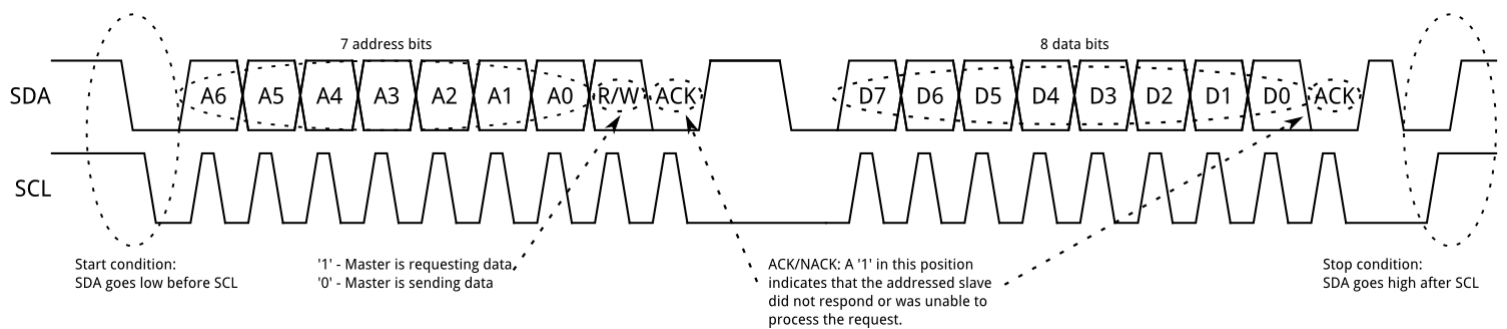 7 address bits
8 data bits
SDA
A6 A5 A4 A3 A2 A1 A0 R/W ACK
D7 D6 D5 D4 D3 D2 D1 D0 ACK
SCL
Start condition:
SDA goes low before SCL
'1' - Master is requesting data
'0' - Master is sending data
ACK/NACK: A '1' in this position
indicates that the addressed slave
did not respond or was unable to
process the request.
Stop condition:
SDA goes high after SCL